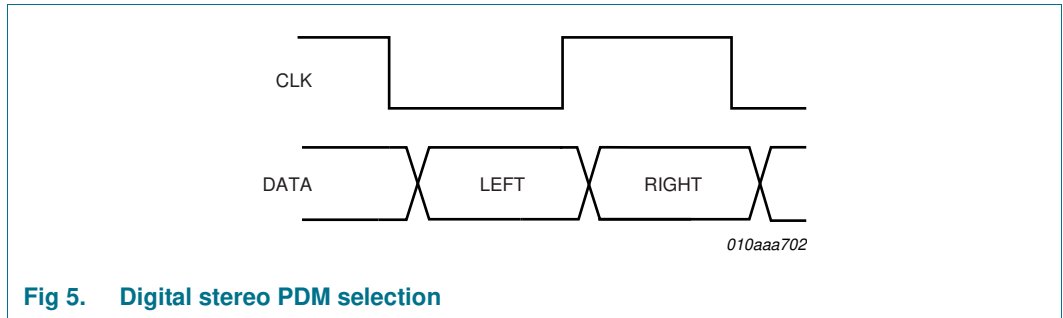 CLK
DATA
LEFT
RIGHT
010aaa702
Fig 5. Digital stereo PDM selection